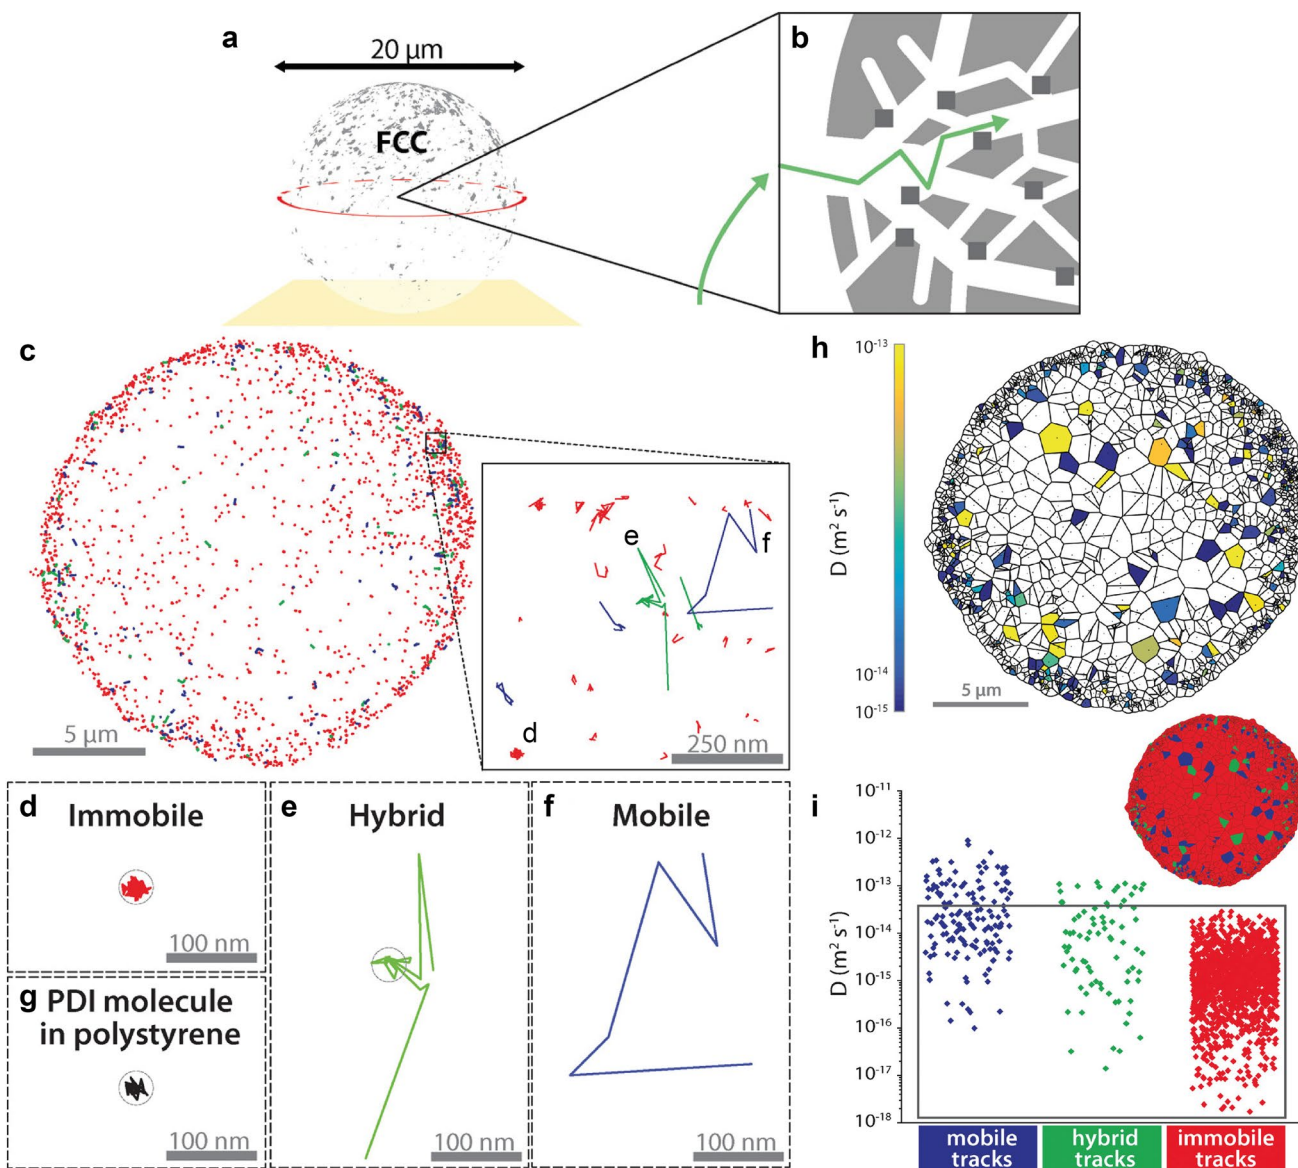 a
20 µm
FCC
b
c
5 µm
e
f
d
250 nm
h
10⁻¹³
D (m² s⁻¹)
10⁻¹⁴
10⁻¹⁵
5 µm
d
Immobile
100 nm
g
PDI molecule
in polystyrene
100 nm
e
Hybrid
100 nm
f
Mobile
100 nm
i
10⁻¹¹
10⁻¹²
10⁻¹³
10⁻¹⁴
10⁻¹⁵
10⁻¹⁶
10⁻¹⁷
10⁻¹⁸
D (m² s⁻¹)
mobile
tracks
hybrid
tracks
immobile
tracks